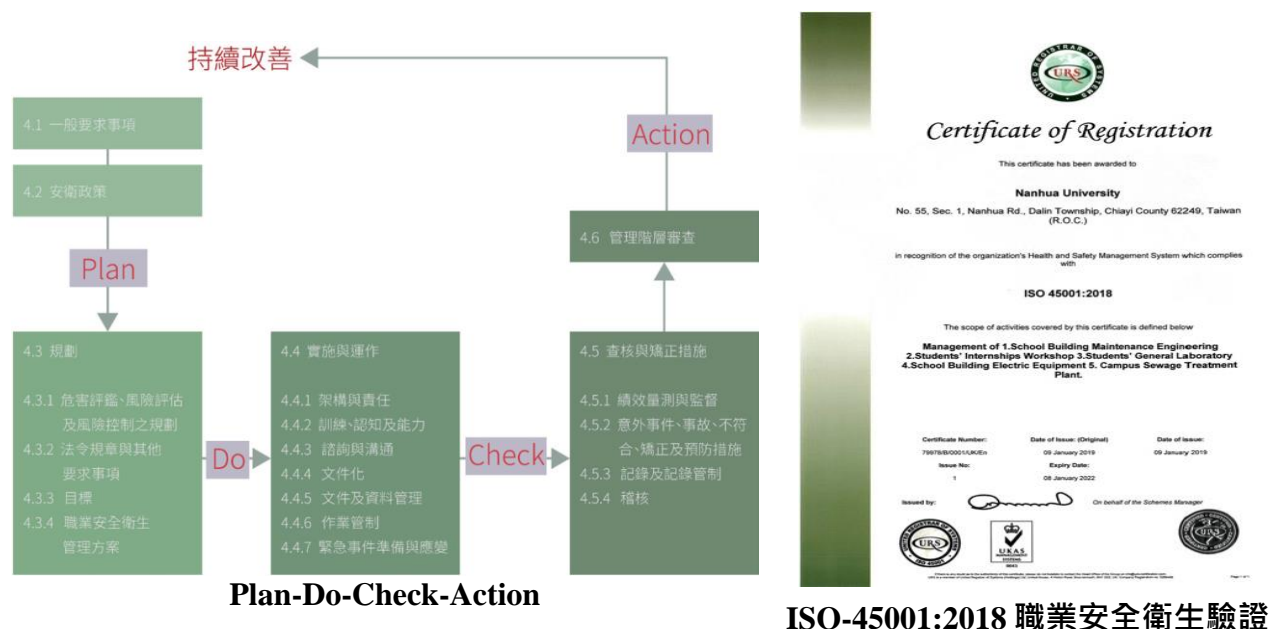 持續改善
4.1 一般要求事項
4.2 安衛政策
Plan
4.3 規劃
4.3.1 危害評鑑、風險評估
及風險控制之規劃
4.3.2 法令規章與其他
要求事項
4.3.3 目標
4.3.4 職業安全衛生
管理方案
Do
4.4 實施與運作
4.4.1 架構與責任
4.4.2 訓練、認知及能力
4.4.3 諮詢與溝通
4.4.4 文件化
4.4.5 文件及資料管理
4.4.6 作業管制
4.4.7 緊急事件準備與應變
Check
4.5 查核與矯正措施
4.5.1 績效量測與監督
4.5.2 意外事件、事故、不符
合、矯正及預防措施
4.5.3 記錄及記錄管制
4.5.4 稽核
4.6 管理階層審查
Action
Plan-Do-Check-Action
UNITED REGISTRAR OF SYSTEMS
URS
Certificate of Registration
This certificate has been awarded to
Nanhua University
No. 55, Sec. 1, Nanhua Rd., Dalin Township, Chiayi County 62249, Taiwan
(R.O.C.)
in recognition of the organization's Health and Safety Management System which complies
with
ISO 45001:2018
The scope of activities covered by this certificate is defined below
Management of 1.School Building Maintenance Engineering
2.Students' Internships Workshop 3.Students' General Laboratory
4.School Building Electric Equipment 5. Campus Sewage Treatment
Plant.
Certificate Number: Date of Issue: (Original) Date of Issue:
79978/B/0001/UK/En 09 January 2019 09 January 2019
Issue No: Expiry Date:
1 08 January 2022
Issued by: On behalf of the Schemes Manager
URS
ISO 45001
UKAS
MANAGEMENT
SYSTEMS
URS
ISO-45001:2018 職業安全衛生驗證